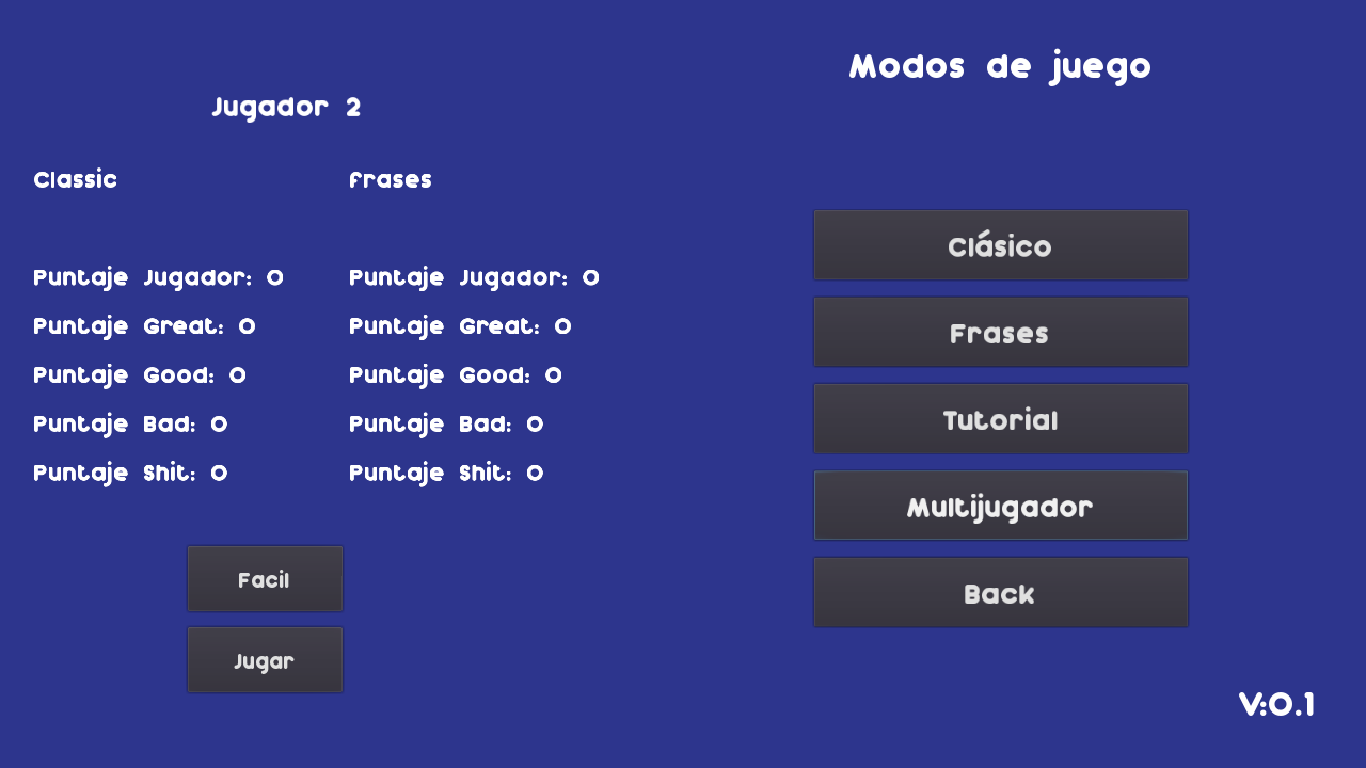 Jugador 2
Classic
Frases
Puntaje Jugador: 0
Puntaje Great: 0
Puntaje Good: 0
Puntaje Bad: 0
Puntaje Shit: 0
Puntaje Jugador: 0
Puntaje Great: 0
Puntaje Good: 0
Puntaje Bad: 0
Puntaje Shit: 0
Facil
Jugar
Modos de juego
Clásico
Frases
Tutorial
Multijugador
Back
V:0.1